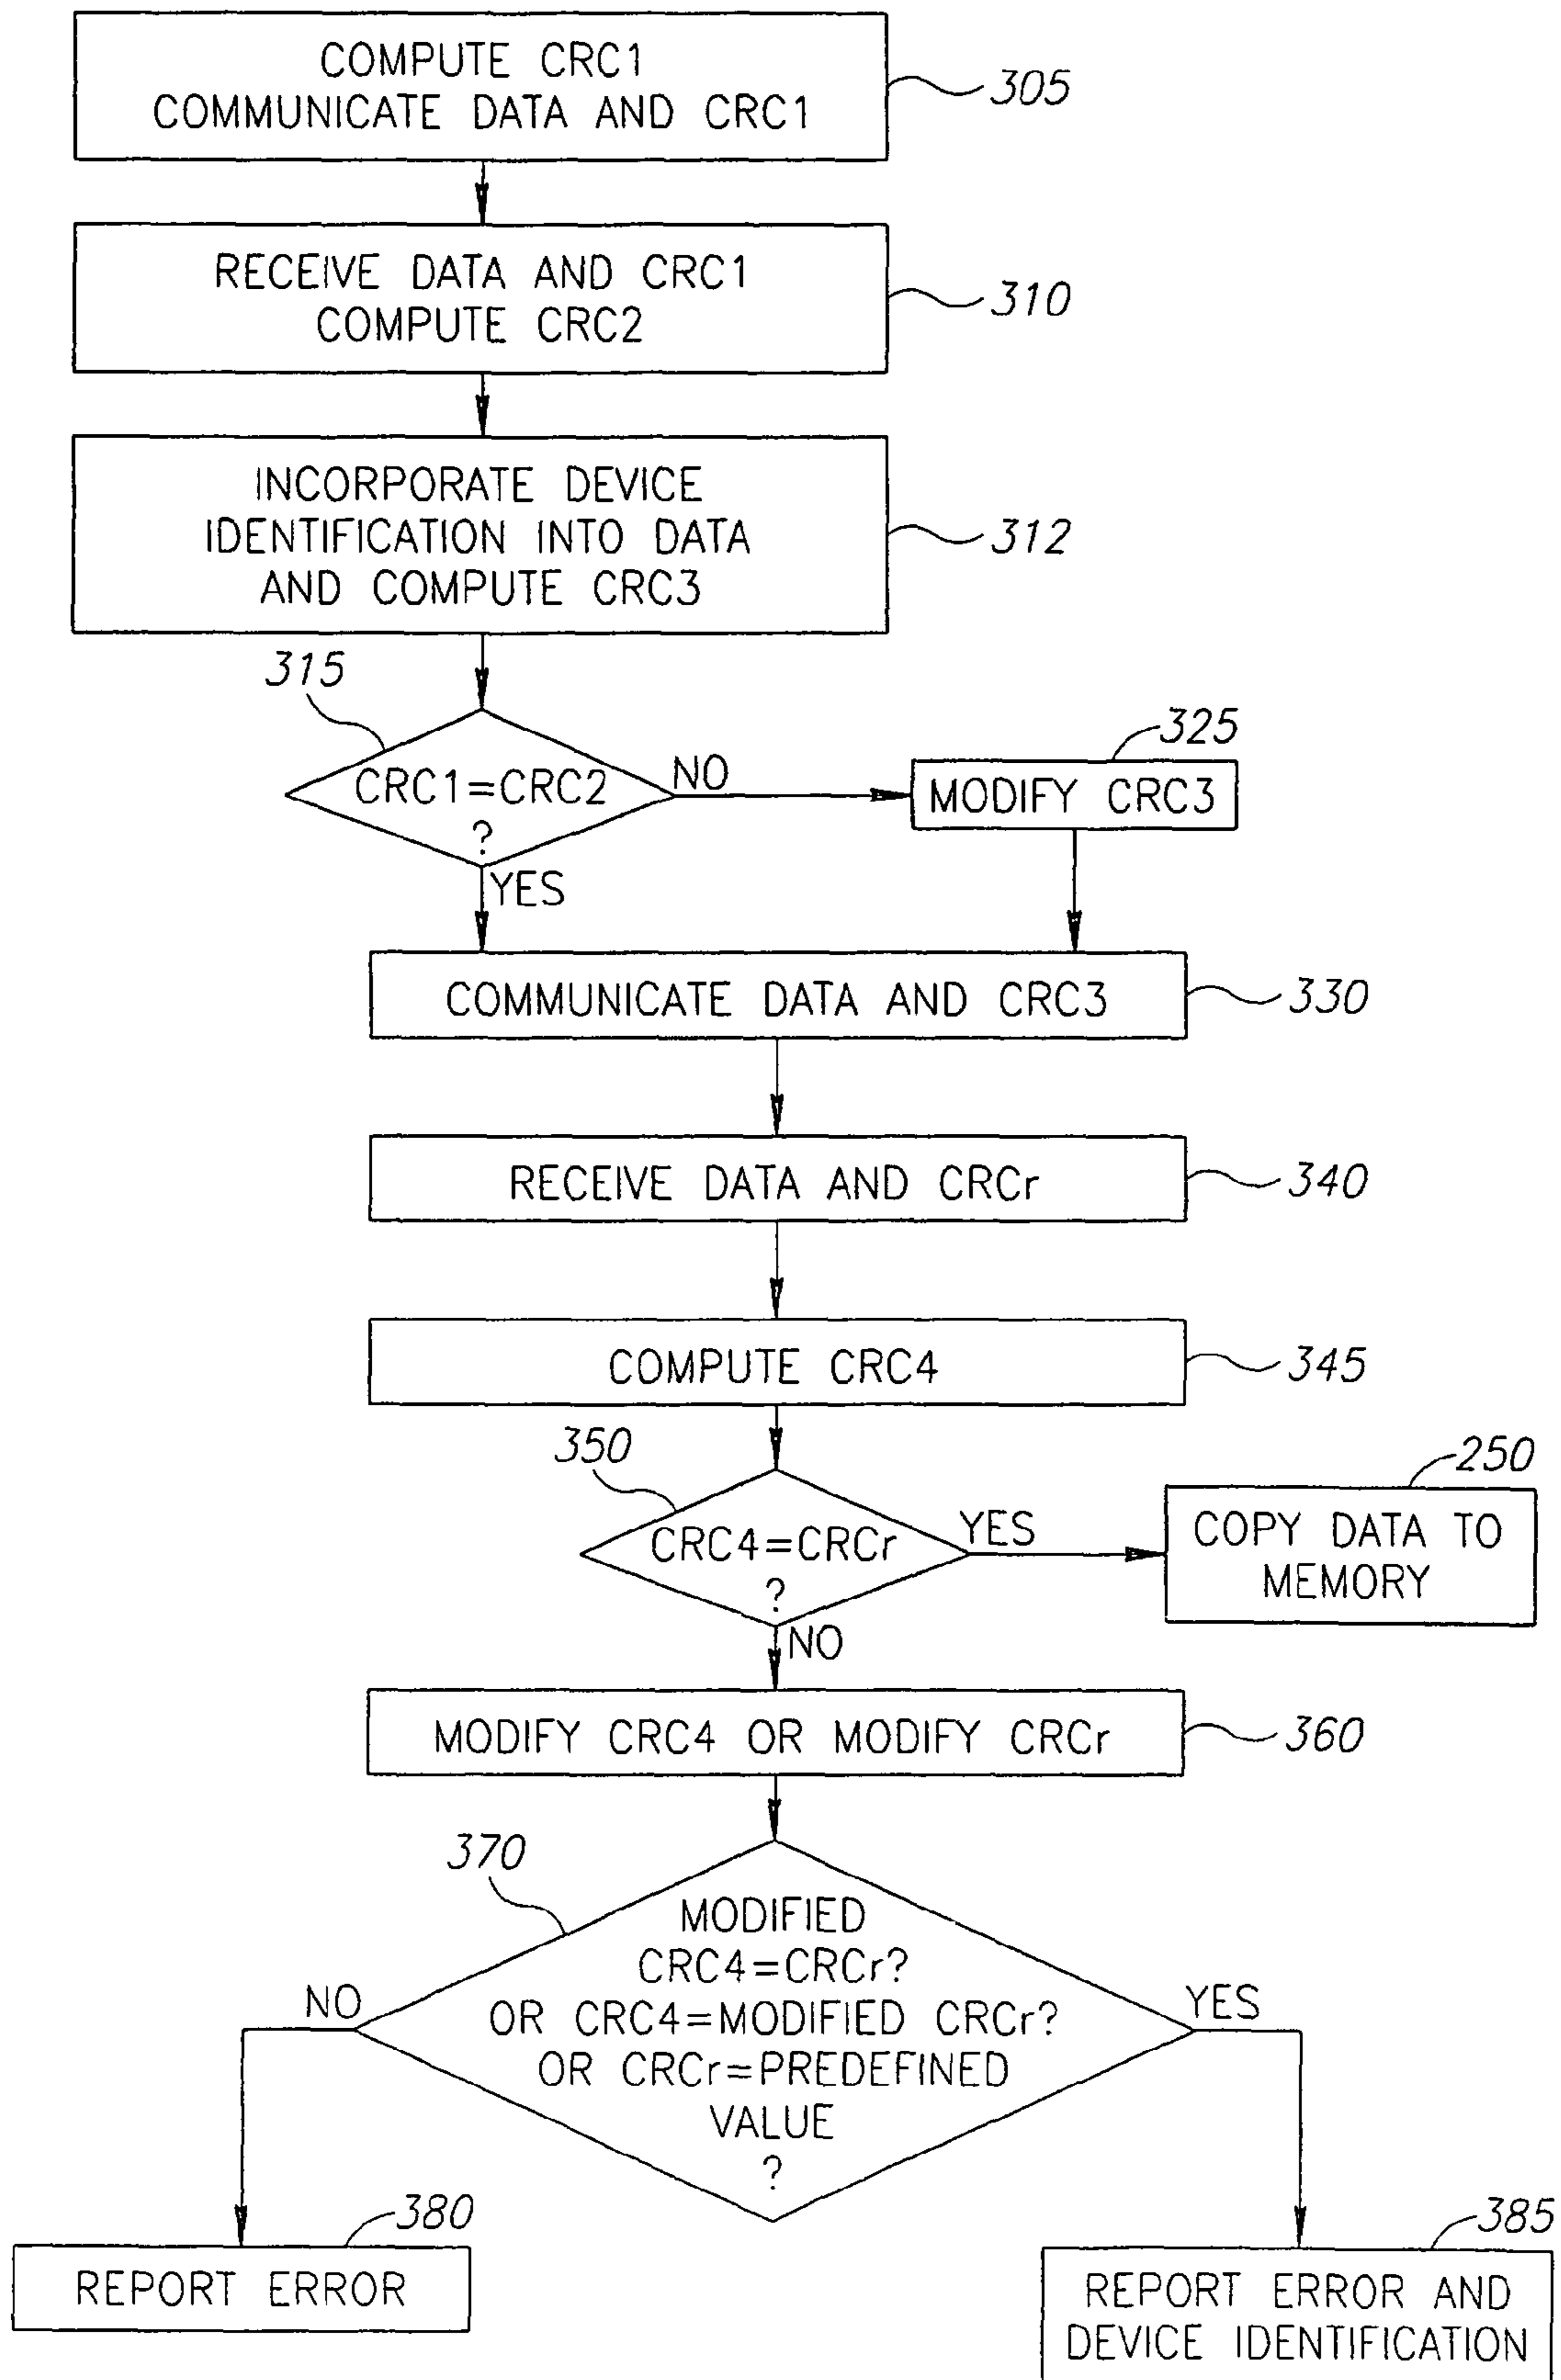 COMPUTE CRC1
COMMUNICATE DATA AND CRC1
305
RECEIVE DATA AND CRC1
COMPUTE CRC2
310
INCORPORATE DEVICE
IDENTIFICATION INTO DATA
AND COMPUTE CRC3
312
315
CRC1=CRC2
?
NO
YES
325
MODIFY CRC3
COMMUNICATE DATA AND CRC3
330
RECEIVE DATA AND CRCr
340
COMPUTE CRC4
345
350
CRC4=CRCr
?
YES
NO
250
COPY DATA TO
MEMORY
MODIFY CRC4 OR MODIFY CRCr
360
370
MODIFIED
CRC4=CRCr?
OR CRC4=MODIFIED CRCr?
OR CRCr=PREDEFINED
VALUE
?
NO
YES
380
REPORT ERROR
385
REPORT ERROR AND
DEVICE IDENTIFICATION